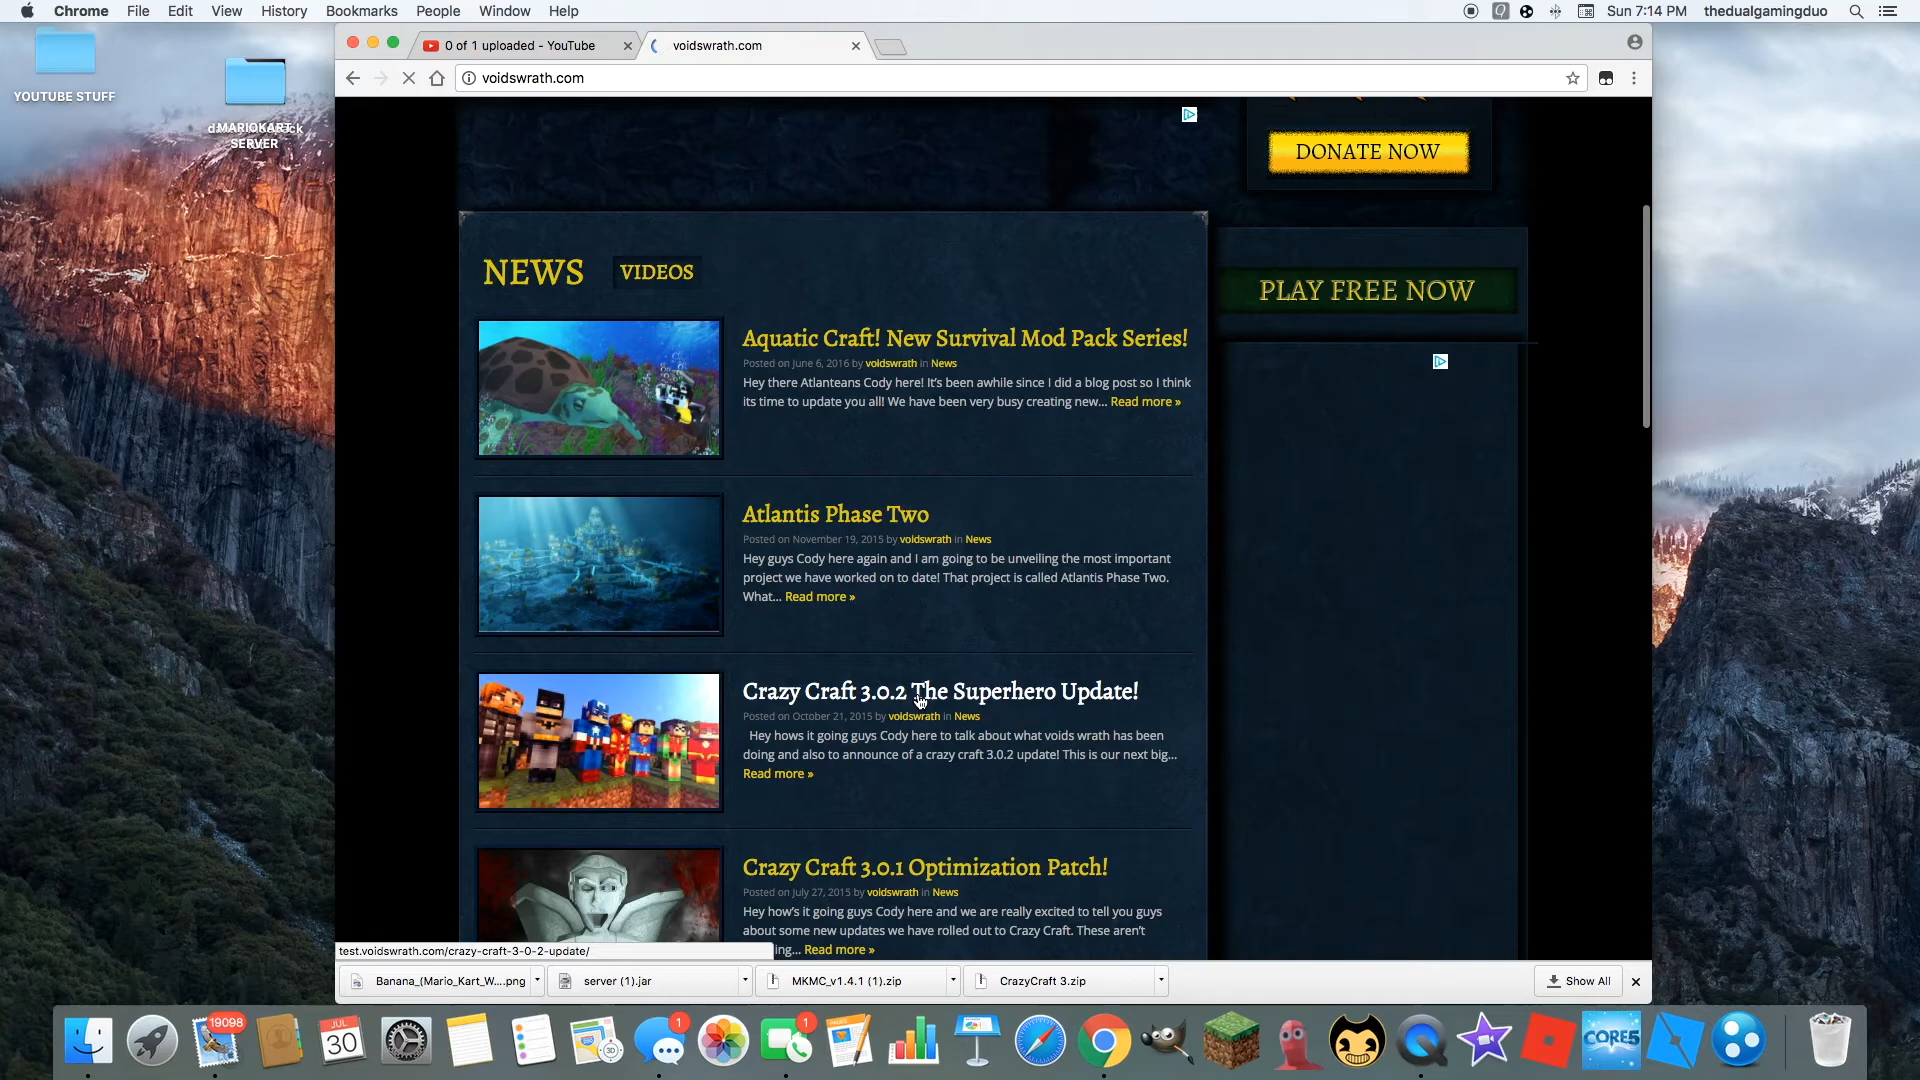 Chrome File Edit View History Bookmarks People Window Help
Sun 7:14 PM thedualgamingduo
0 of 1 uploaded - YouTube
voidswrath.com
voidswrath.com
YOUTUBE STUFF
MARIOKART
SERVER
DONATE NOW
NEWS VIDEOS
PLAY FREE NOW
Aquatic Craft! New Survival Mod Pack Series!
Posted on June 6, 2016 by voidswrath in News
Hey there Atlanteans Cody here! It's been awhile since I did a blog post so I think
its time to update you all! We have been very busy creating new... Read more »
Atlantis Phase Two
Posted on November 19, 2015 by voidswrath in News
Hey guys Cody here again and I am going to be unveiling the most important
project we have worked on to date! That project is called Atlantis Phase Two.
What... Read more »
Crazy Craft 3.0.2 The Superhero Update!
Posted on October 21, 2015 by voidswrath in News
Hey hows it going guys Cody here to talk about what voids wrath has been
doing and also to announce of a crazy craft 3.0.2 update! This is our next big...
Read more »
Crazy Craft 3.0.1 Optimization Patch!
Posted on July 27, 2015 by voidswrath in News
Hey how's it going guys Cody here and we are really excited to tell you guys
about some new updates we have rolled out to Crazy Craft. These aren't
ing... Read more »
test.voidswrath.com/crazy-craft-3-0-2-update/
Banana_(Mario_Kart_W....png
server (1).jar
MKMC_v1.4.1 (1).zip
CrazyCraft 3.zip
Show All
19098
JUL
30
3D
1
1
CORE5